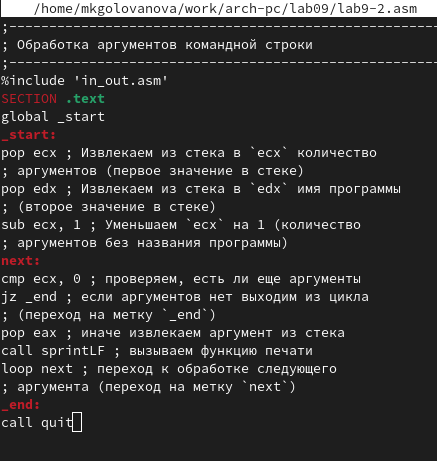 /home/mkgolovanova/work/arch-pc/lab09/lab9-2.asm
;--------------------------------------------------------
; Обработка аргументов командной строки
;--------------------------------------------------------
%include 'in_out.asm'
SECTION .text
global _start
_start:
pop ecx ; Извлекаем из стека в `ecx` количество
; аргументов (первое значение в стеке)
pop edx ; Извлекаем из стека в `edx` имя программы
; (второе значение в стеке)
sub ecx, 1 ; Уменьшаем `ecx` на 1 (количество
; аргументов без названия программы)
next:
cmp ecx, 0 ; проверяем, есть ли еще аргументы
jz _end ; если аргументов нет выходим из цикла
; (переход на метку `_end`)
pop eax ; иначе извлекаем аргумент из стека
call sprintLF ; вызываем функцию печати
loop next ; переход к обработке следующего
; аргумента (переход на метку `next`)
_end:
call quit